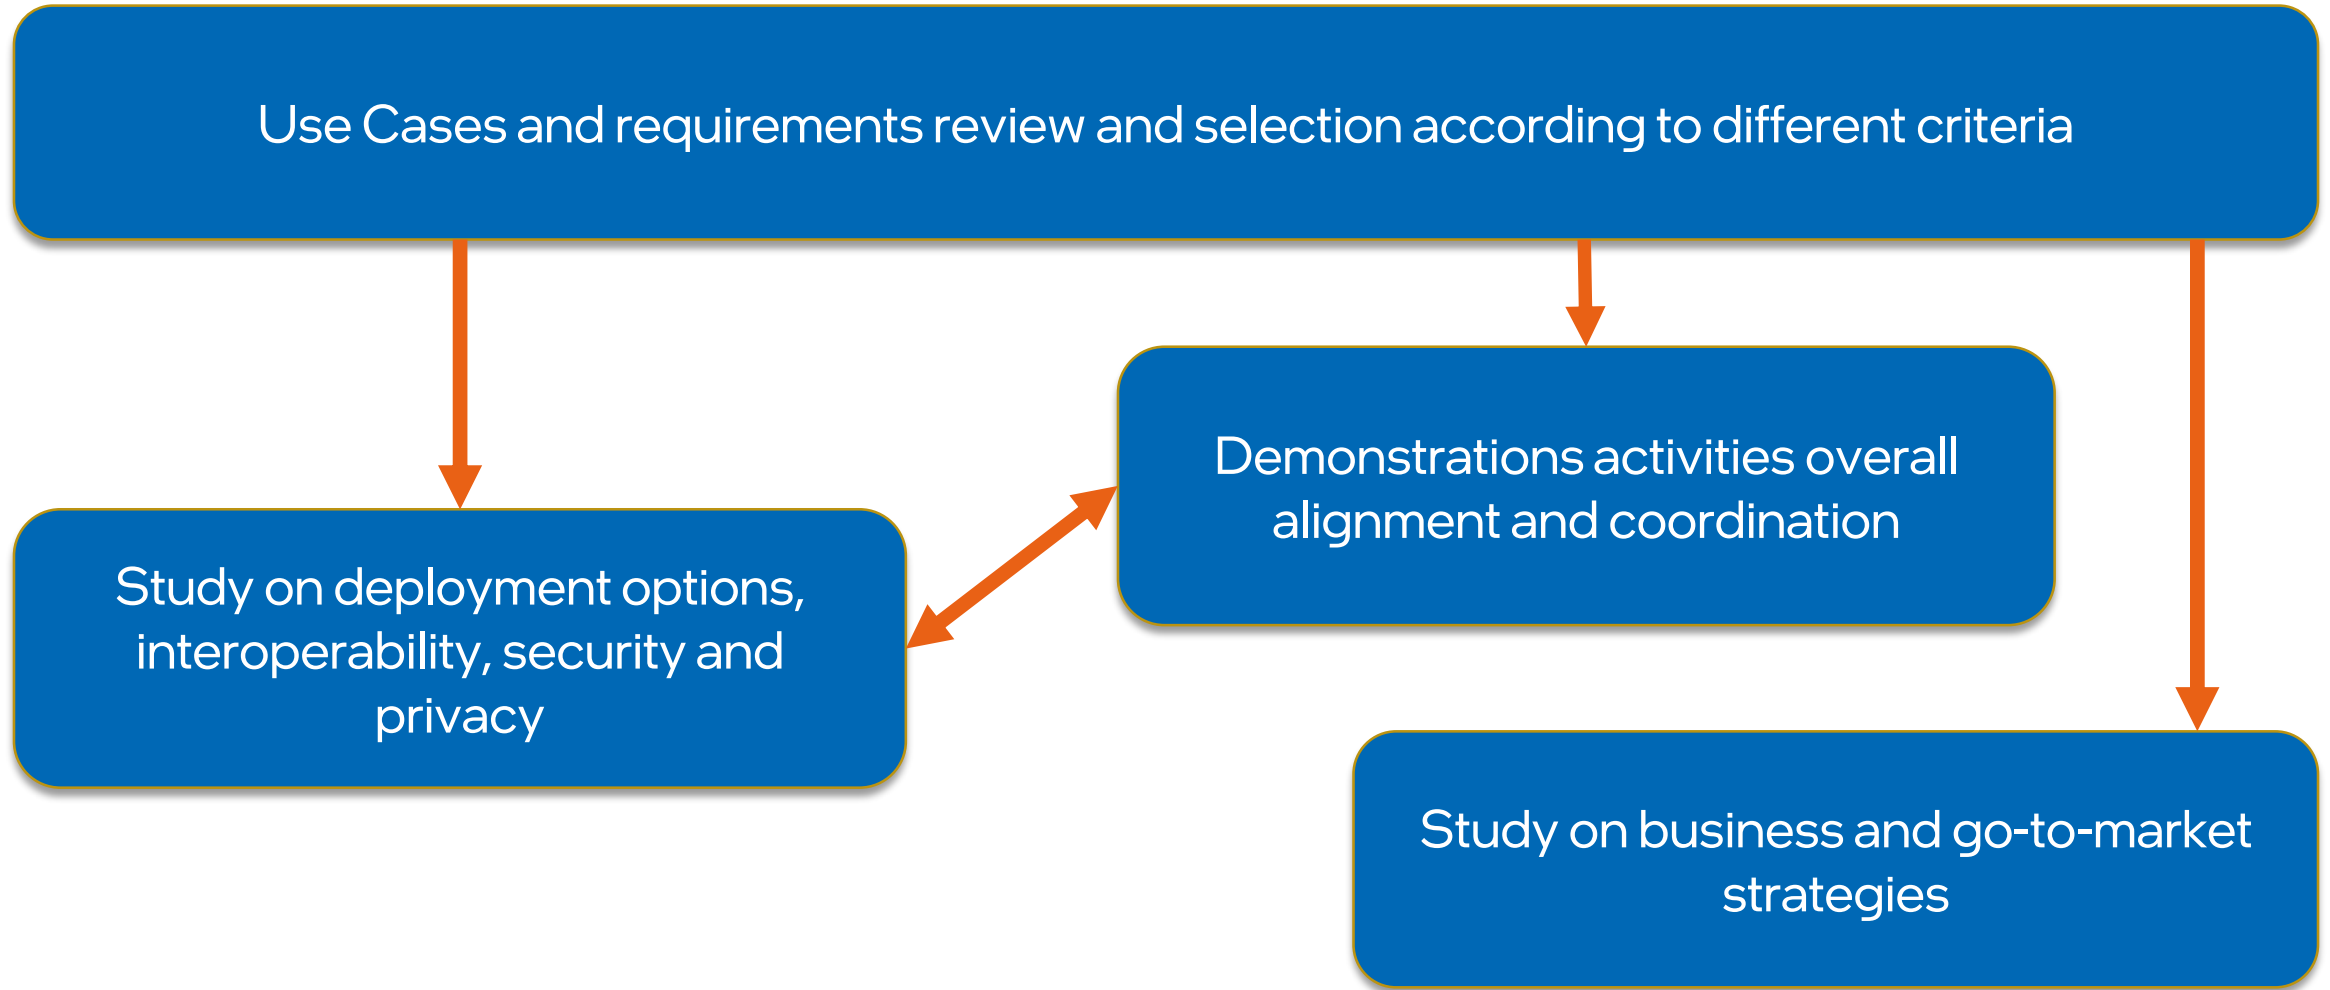 Use Cases and requirements review and selection according to different criteria
Demonstrations activities overall
alignment and coordination
Study on deployment options,
interoperability, security and
privacy
Study on business and go-to-market
strategies